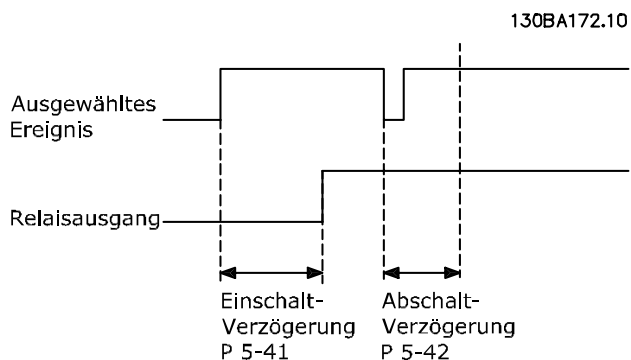 130BA172.10
Ausgewähltes
Ereignis
Relaisausgang
Einschalt-
Verzögerung
P 5-41
Abschalt-
Verzögerung
P 5-42